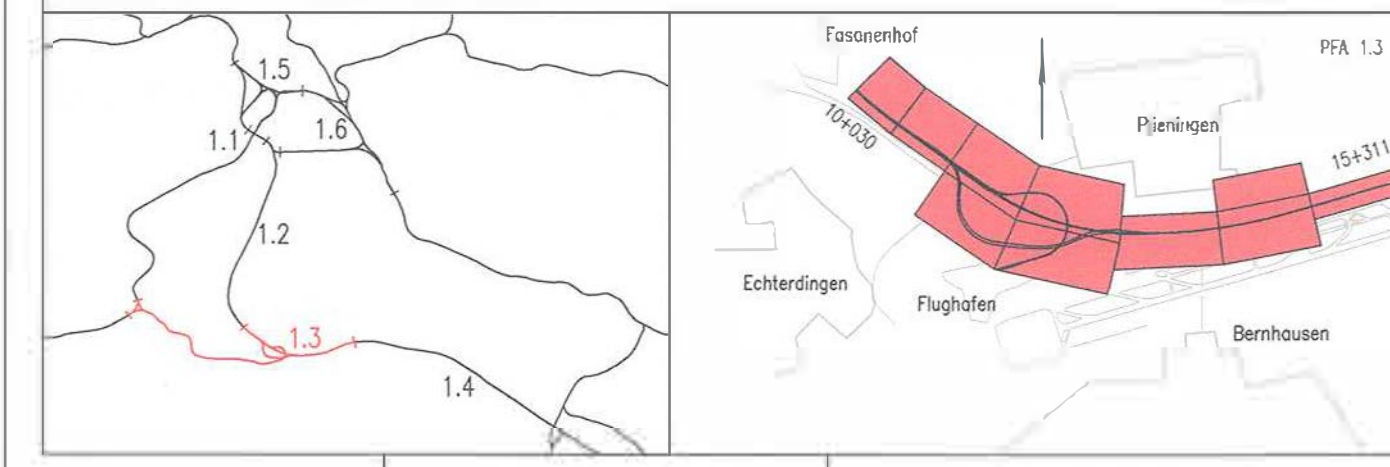 1.5
1.1
1.6
1.2
1.3
1.4
Fasanenhof
PFA 1.3
10+030
Plieningen
15+311
Echterdingen
Flughafen
Bernhausen